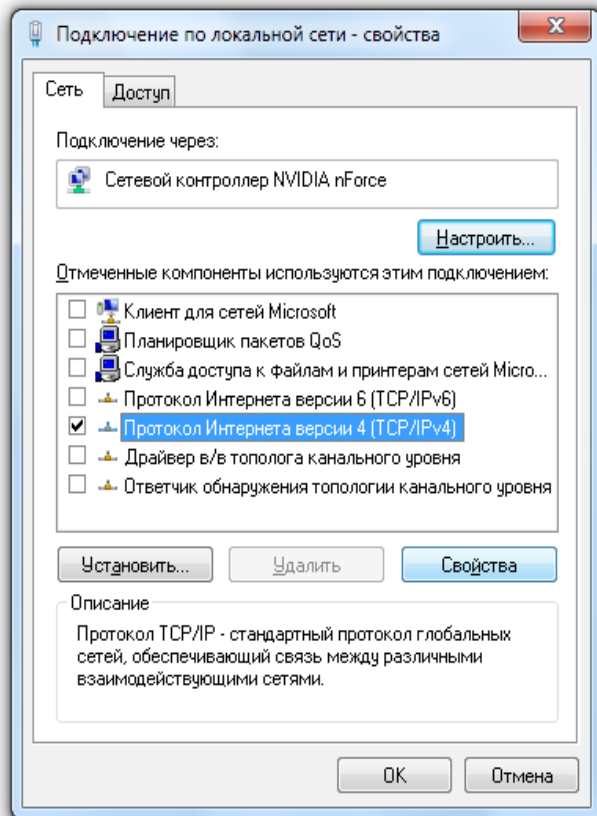 Подключение по локальной сети - свойства
Сеть
Доступ
Подключение через:
Сетевой контроллер NVIDIA nForce
Настроить...
Отмеченные компоненты используются этим подключением:
Клиент для сетей Microsoft
Планировщик пакетов QoS
Служба доступа к файлам и принтерам сетей Micro...
Протокол Интернета версии 6 (TCP/IPv6)
Протокол Интернета версии 4 (TCP/IPv4)
Драйвер в/в тополога канального уровня
Ответчик обнаружения топологии канального уровня
Установить...
Удалить
Свойства
Описание
Протокол TCP/IP - стандартный протокол глобальных
сетей, обеспечивающий связь между различными
взаимодействующими сетями.
OK
Отмена